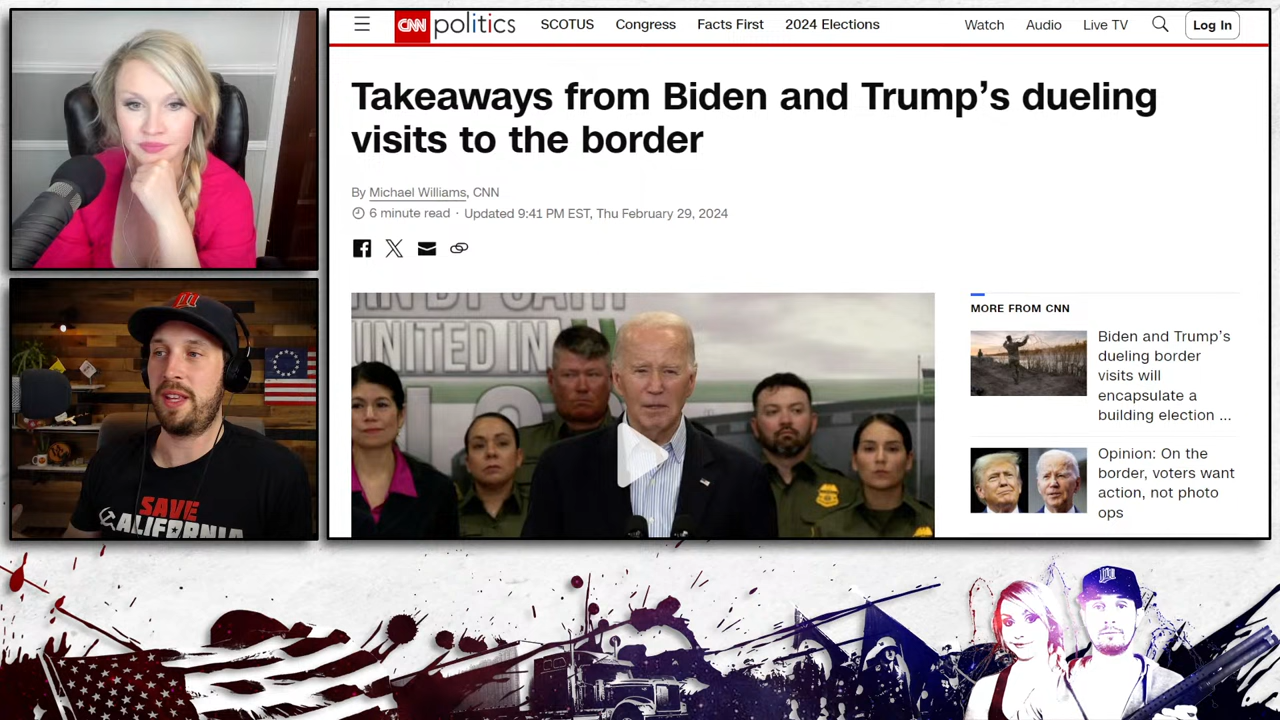 CNN politics SCOTUS Congress Facts First 2024 Elections Watch Audio Live TV Log In
Takeaways from Biden and Trump’s dueling
visits to the border
By Michael Williams, CNN
6 minute read · Updated 9:41 PM EST, Thu February 29, 2024
UNITED IN
MORE FROM CNN
Biden and Trump’s
dueling border
visits will
encapsulate a
building election ...
Opinion: On the
border, voters want
action, not photo
ops
SAVE
CALIFORNIA